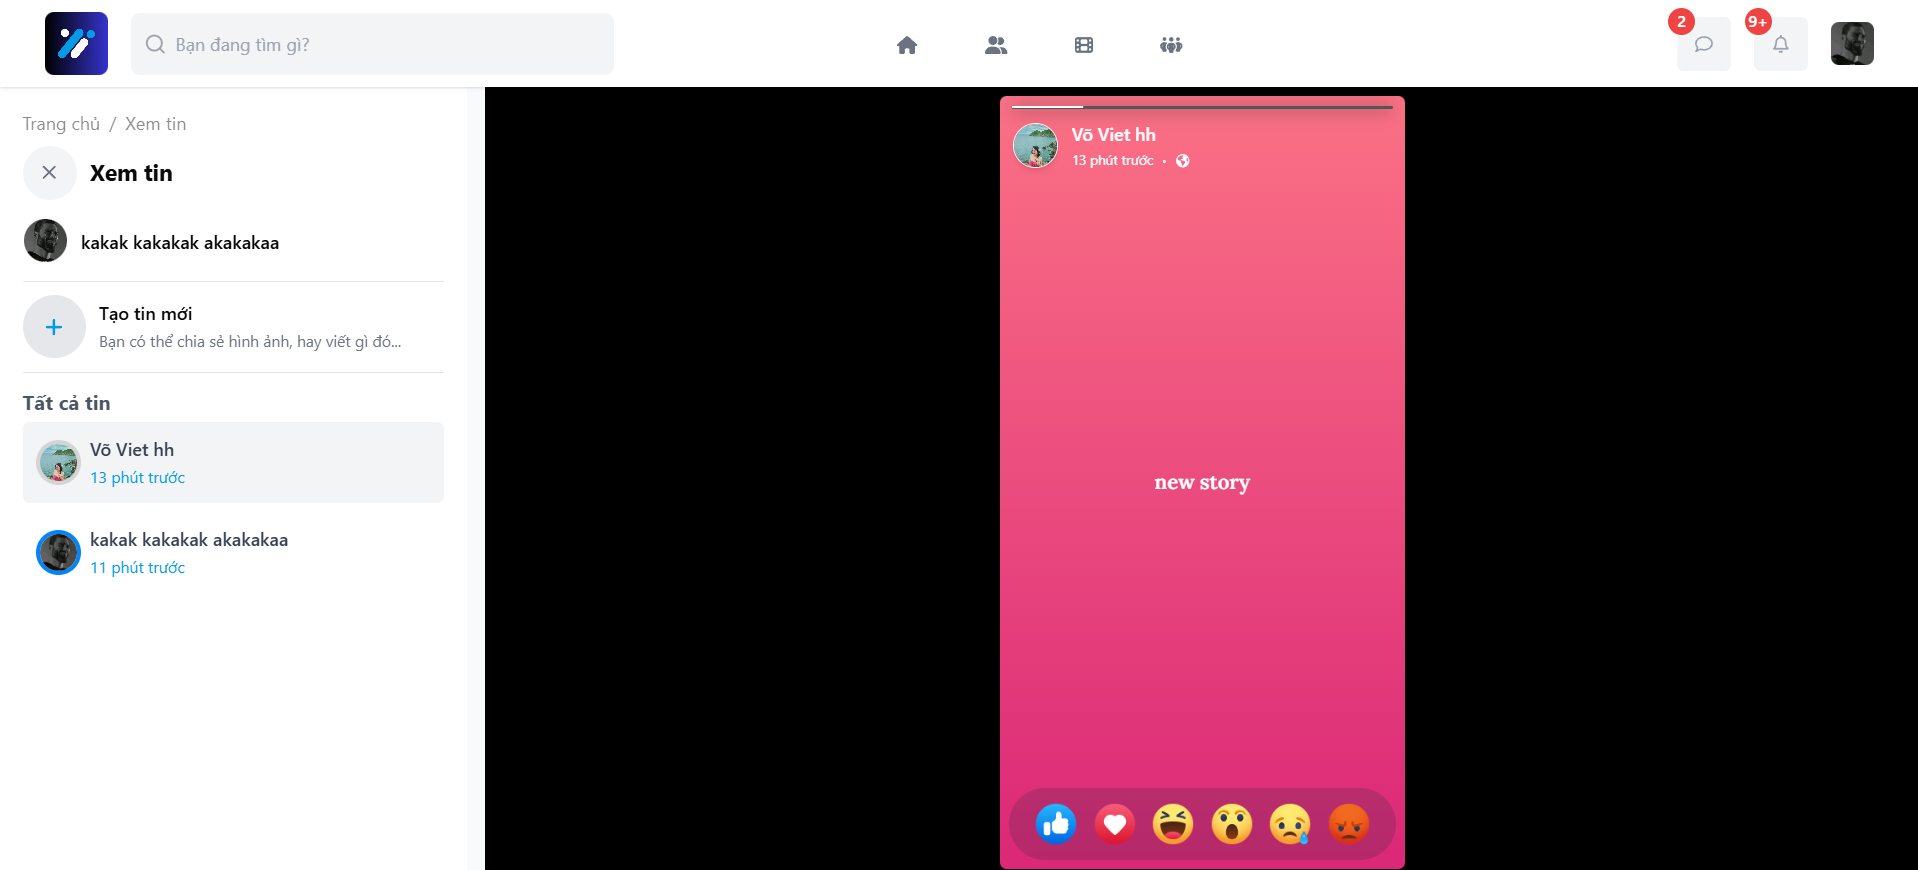 Bạn đang tìm gì?
2
9+
Trang chủ / Xem tin
Xem tin
kakak kakakak akakakaa
Tạo tin mới
Bạn có thể chia sẻ hình ảnh, hay viết gì đó...
Tất cả tin
Võ Viet hh
13 phút trước
kakak kakakak akakakaa
11 phút trước
Võ Viet hh
13 phút trước •
new story